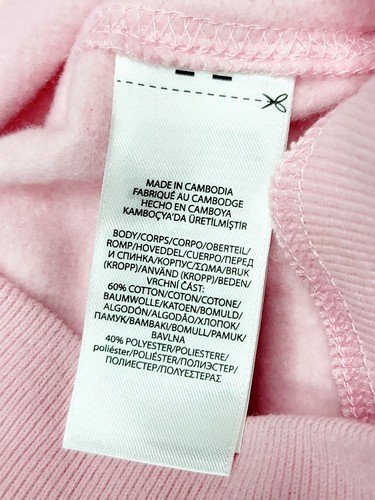 MADE IN CAMBODIA
FABRIQUÉ AU CAMBODGE
HECHO EN CAMBOYA
KAMBOÇYA'DA ÜRETİLMİŞTİR
BODY/CORPS/CORPO/OBERTEIL/
ROMP/HOVEDDEL/CUERPO/ПЕРЕД
И СПИНКА/КОРПУС/ΣΩΜΑ/BRUK
(KROPP)/ANVÄND (KROPP)/BEDEN/
VRCHNÍ ČÁST:
60% COTTON/COTON/COTONE/
BAUMWOLLE/KATOEN/BOMULD/
ALGODÓN/ALGODÃO/ХЛОПОК/
ПАМУК/BAMBAKI/BOMULL/PAMUK/
BAVLNA
40% POLYESTER/POLIESTERE/
poliéster/POLIÉSTER/ПОЛИЭСТЕР/
ПОЛИЕСТЕР/ΠΟΛΥΕΣΤΕΡΑΣ